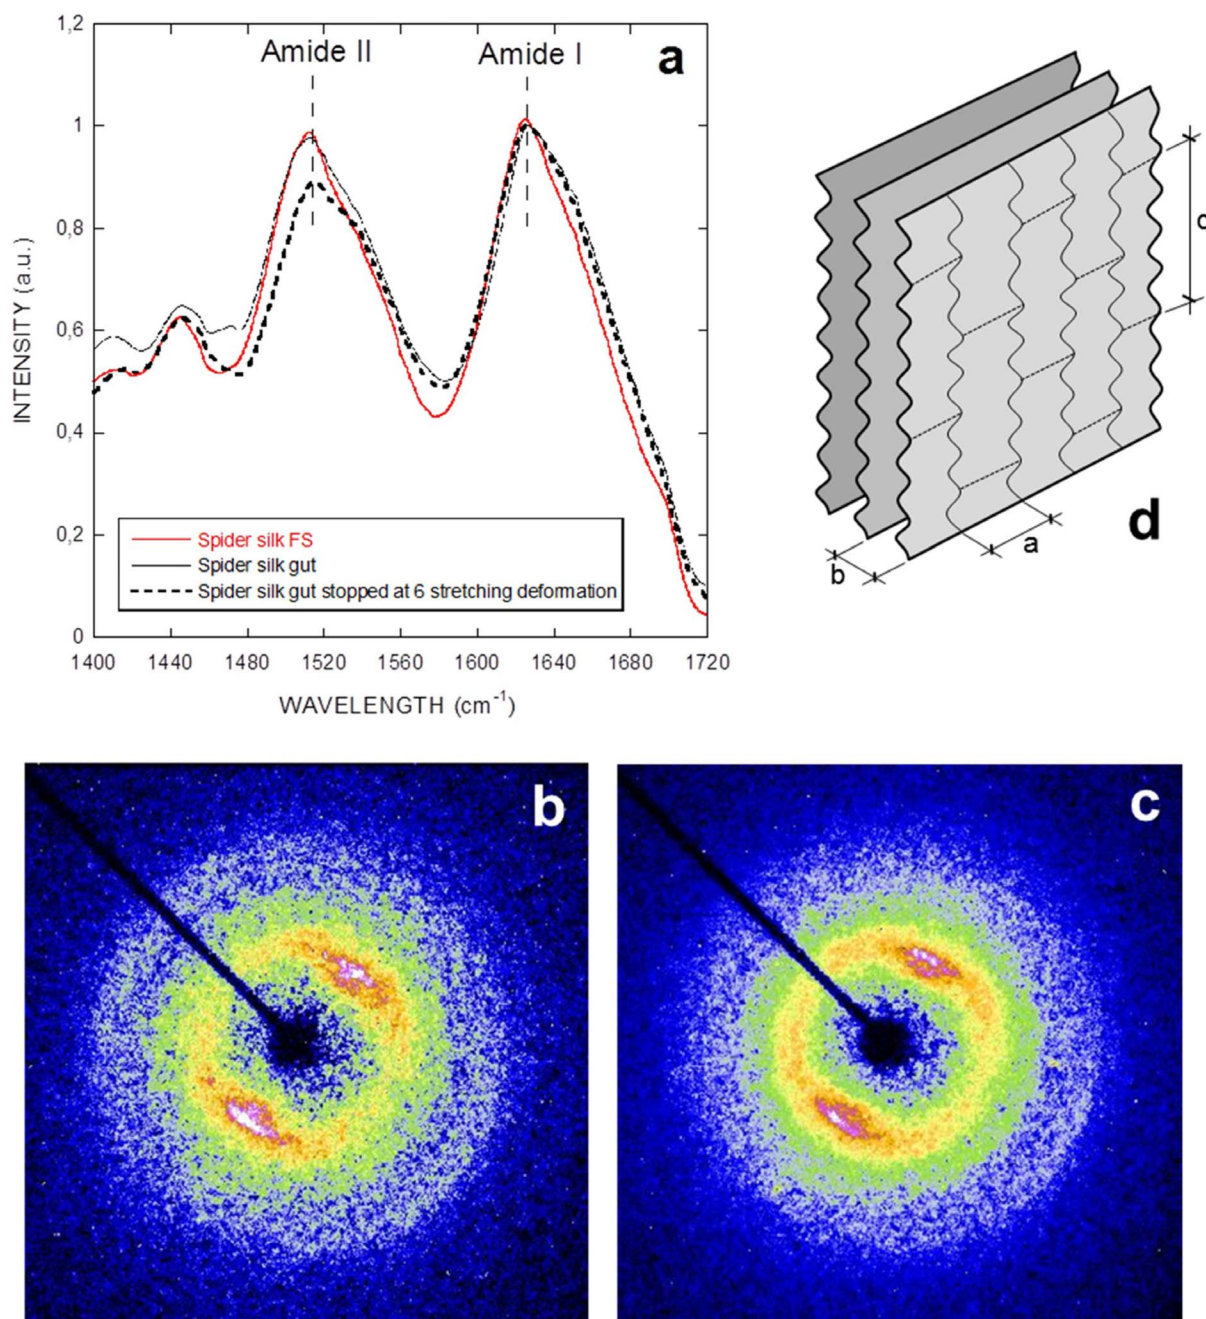 1,2
Amide II
Amide I
a
1
0,8
0,6
0,4
0,2
0
INTENSITY (a.u.)
Spider silk FS
Spider silk gut
Spider silk gut stopped at 6 stretching deformation
1400
1440
1480
1520
1560
1600
1640
1680
1720
WAVELENGTH (cm⁻¹)
c
d
a
b
b
c